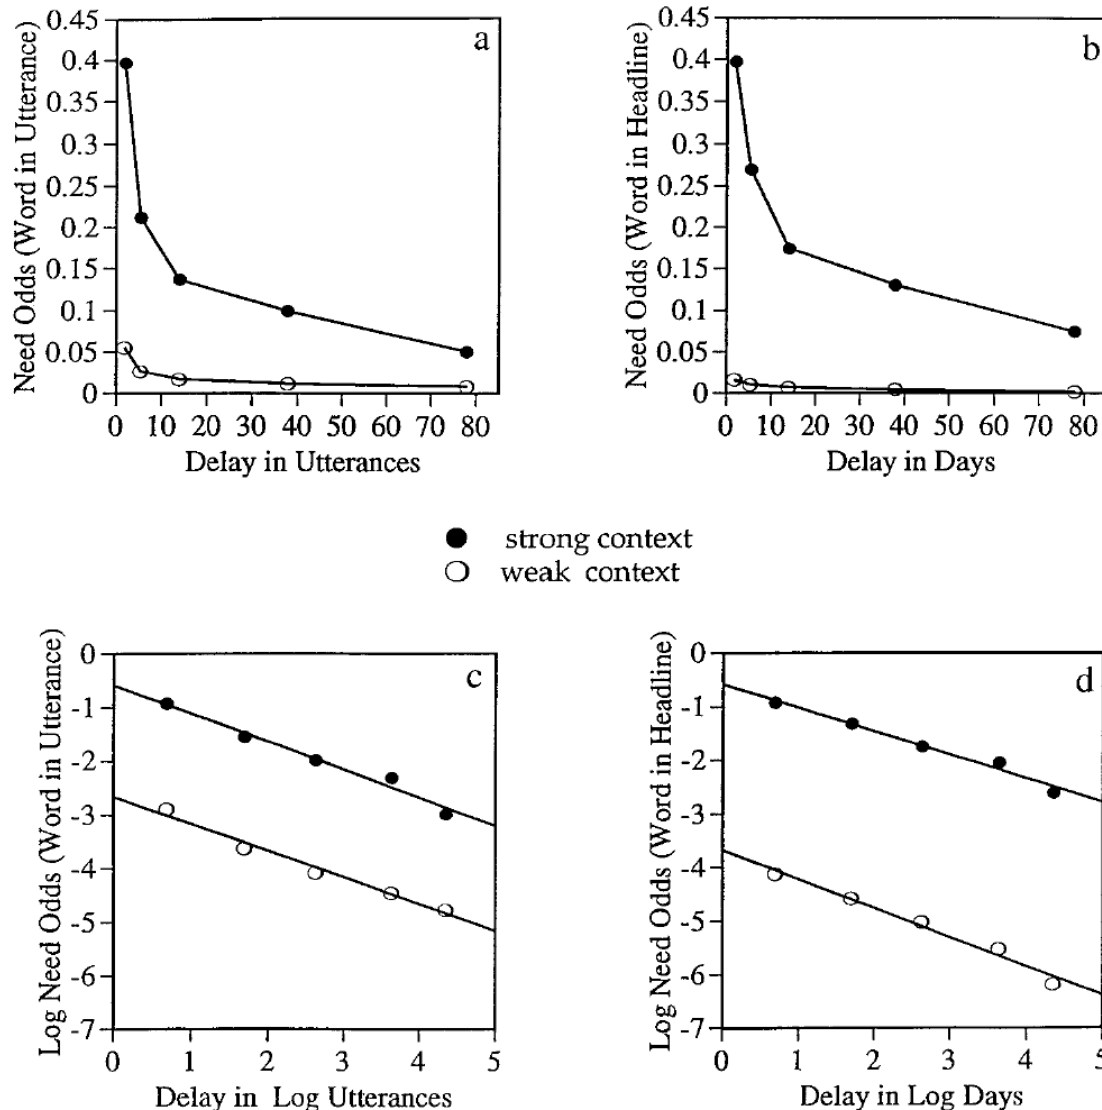 a
Need Odds (Word in Utterance)
0.45
0.4
0.35
0.3
0.25
0.2
0.15
0.1
0.05
0
0 10 20 30 40 50 60 70 80
Delay in Utterances
b
Need Odds (Word in Headline)
0.45
0.4
0.35
0.3
0.25
0.2
0.15
0.1
0.05
0
0 10 20 30 40 50 60 70 80
Delay in Days
strong context
weak context
c
Log Need Odds (Word in Utterance)
0
-1
-2
-3
-4
-5
-6
-7
0 1 2 3 4 5
Delay in Log Utterances
d
Log Need Odds (Word in Headline)
0
-1
-2
-3
-4
-5
-6
-7
0 1 2 3 4 5
Delay in Log Days